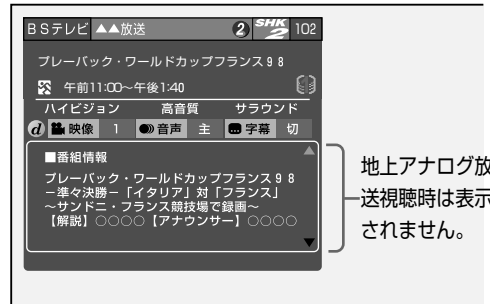 BSテレビ ▲▲放送 2 SHK 2 102
プレーバック・ワールドカップフランス98
午前11:00～午後1:40
ハイビジョン 高音質 サラウンド
d 映像 1 音声 主 字幕 切
■番組情報
プレーバック・ワールドカップフランス98
－準々決勝－「イタリア」対「フランス」
～サンドニ・フランス競技場で録画～
【解説】○○○○【アナウンサー】○○○○
地上アナログ放
送視聴時は表示
されません。